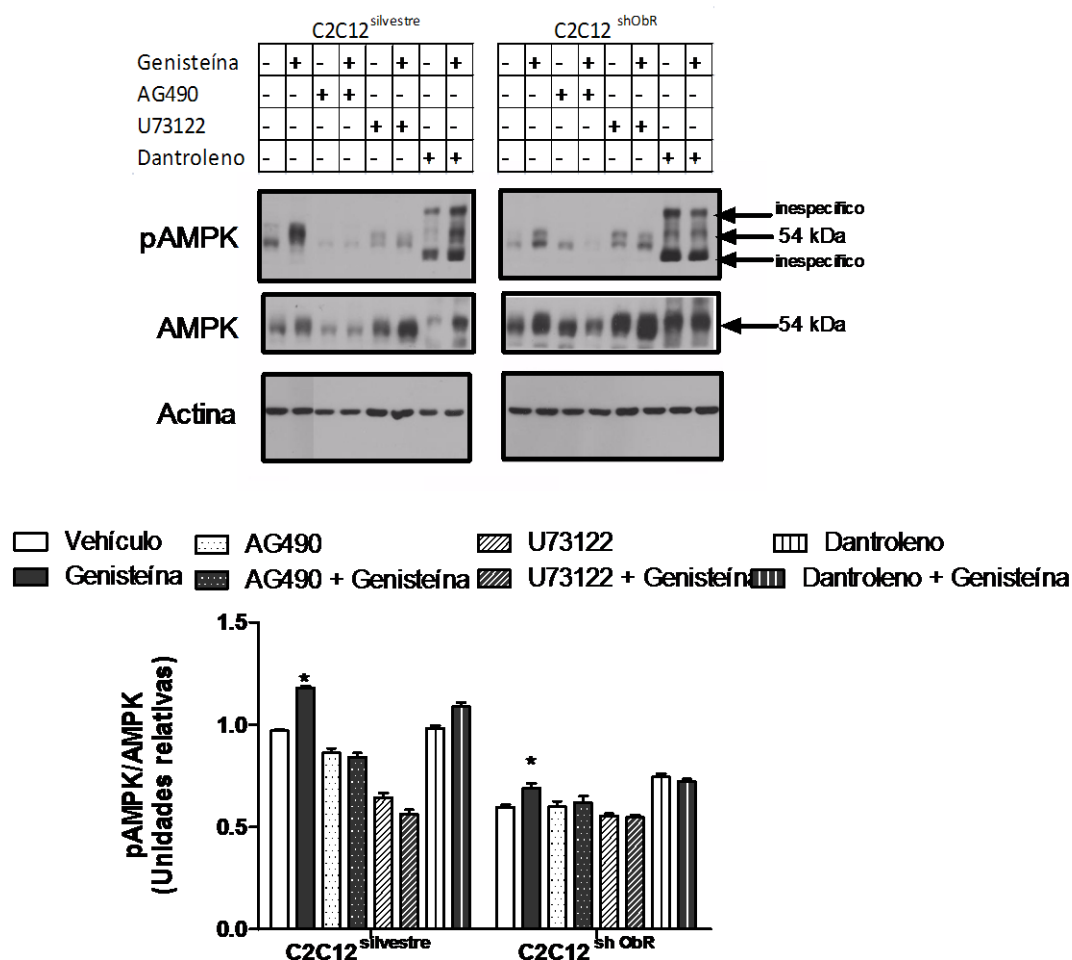 C2C12 silvestre C2C12 shObR
Genisteína - + - + - + - + - + - + - + - +
AG490 - - + + - - - - - - + + - - - -
U73122 - - - - + + - - - - - - + + - -
Dantroleno - - - - - - + + - - - - - - + +
inespecifico
pAMPK 54 kDa
inespecifico
AMPK 54 kDa
Actina
Vehículo AG490 U73122 Dantroleno
Genisteína AG490 + Genisteína U73122 + Genisteína Dantroleno + Genisteína
pAMPK/AMPK
(Unidades relativas)
1.5
* 
1.0
*
0.5
0.0
C2C12 silvestre C2C12 sh ObR